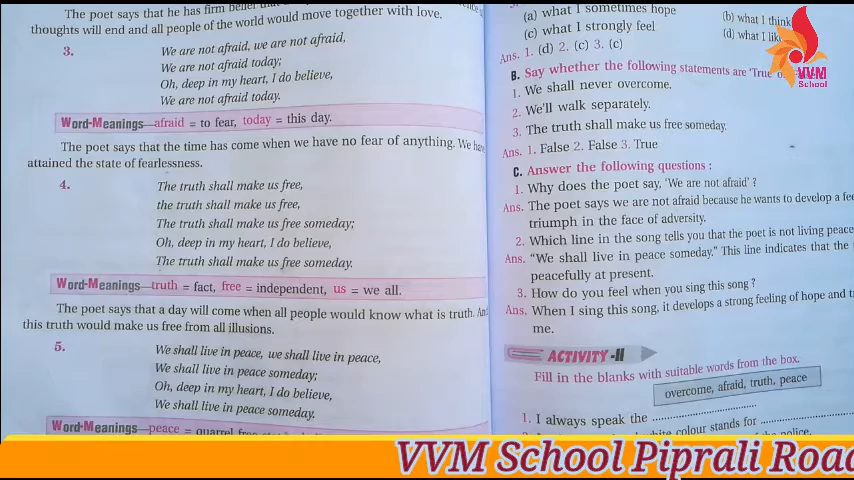 The poet says that he has firm belief that
thoughts will end and all people of the world would move together with love.
3. We are not afraid, we are not afraid,
We are not afraid today;
Oh, deep in my heart, I do believe,
We are not afraid today.
Word-Meanings—afraid = to fear, today = this day.
The poet says that the time has come when we have no fear of anything. We have
attained the state of fearlessness.
4. The truth shall make us free,
the truth shall make us free,
The truth shall make us free someday;
Oh, deep in my heart, I do believe,
The truth shall make us free someday.
Word-Meanings—truth = fact, free = independent, us = we all.
The poet says that a day will come when all people would know what is truth. And
this truth would make us free from all illusions.
5. We shall live in peace, we shall live in peace,
We shall live in peace someday;
Oh, deep in my heart, I do believe,
We shall live in peace someday.
Word-Meanings—peace =
(a) what I sometimes hope (b) what I think
(c) what I strongly feel (d) what I like
Ans. 1. (d) 2. (c) 3. (c)
B. Say whether the following statements are 'True'
1. We shall never overcome.
2. We'll walk separately.
3. The truth shall make us free someday.
Ans. 1. False 2. False 3. True
C. Answer the following questions :
1. Why does the poet say, 'We are not afraid' ?
Ans. The poet says we are not afraid because he wants to develop a
triumph in the face of adversity.
2. Which line in the song tells you that the poet is not living peace
Ans. "We shall live in peace someday." This line indicates that the
peacefully at present.
3. How do you feel when you sing this song ?
Ans. When I sing this song, it develops a strong feeling of hope and
me.
ACTIVITY-II
Fill in the blanks with suitable words from the box.
overcome, afraid, truth, peace
1. I always speak the ..............................
white colour stands for ..............................
police.
VVM
School
VVM School Piprali Road